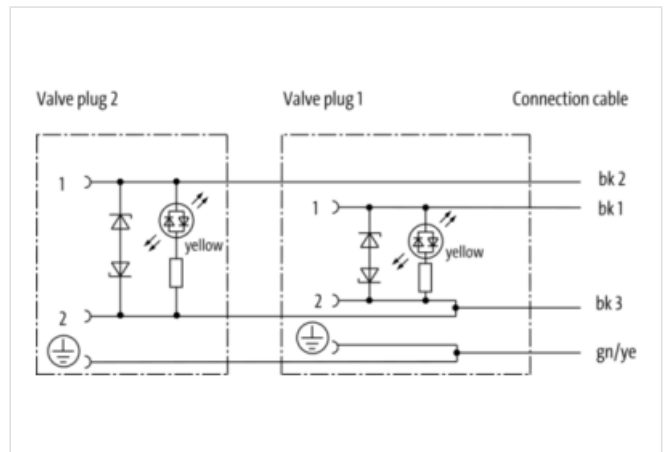 Valve plug 2 Valve plug 1 Connection cable
1 bk 2
1 bk 1
yellow yellow
2 bk 3
2
gn/ye